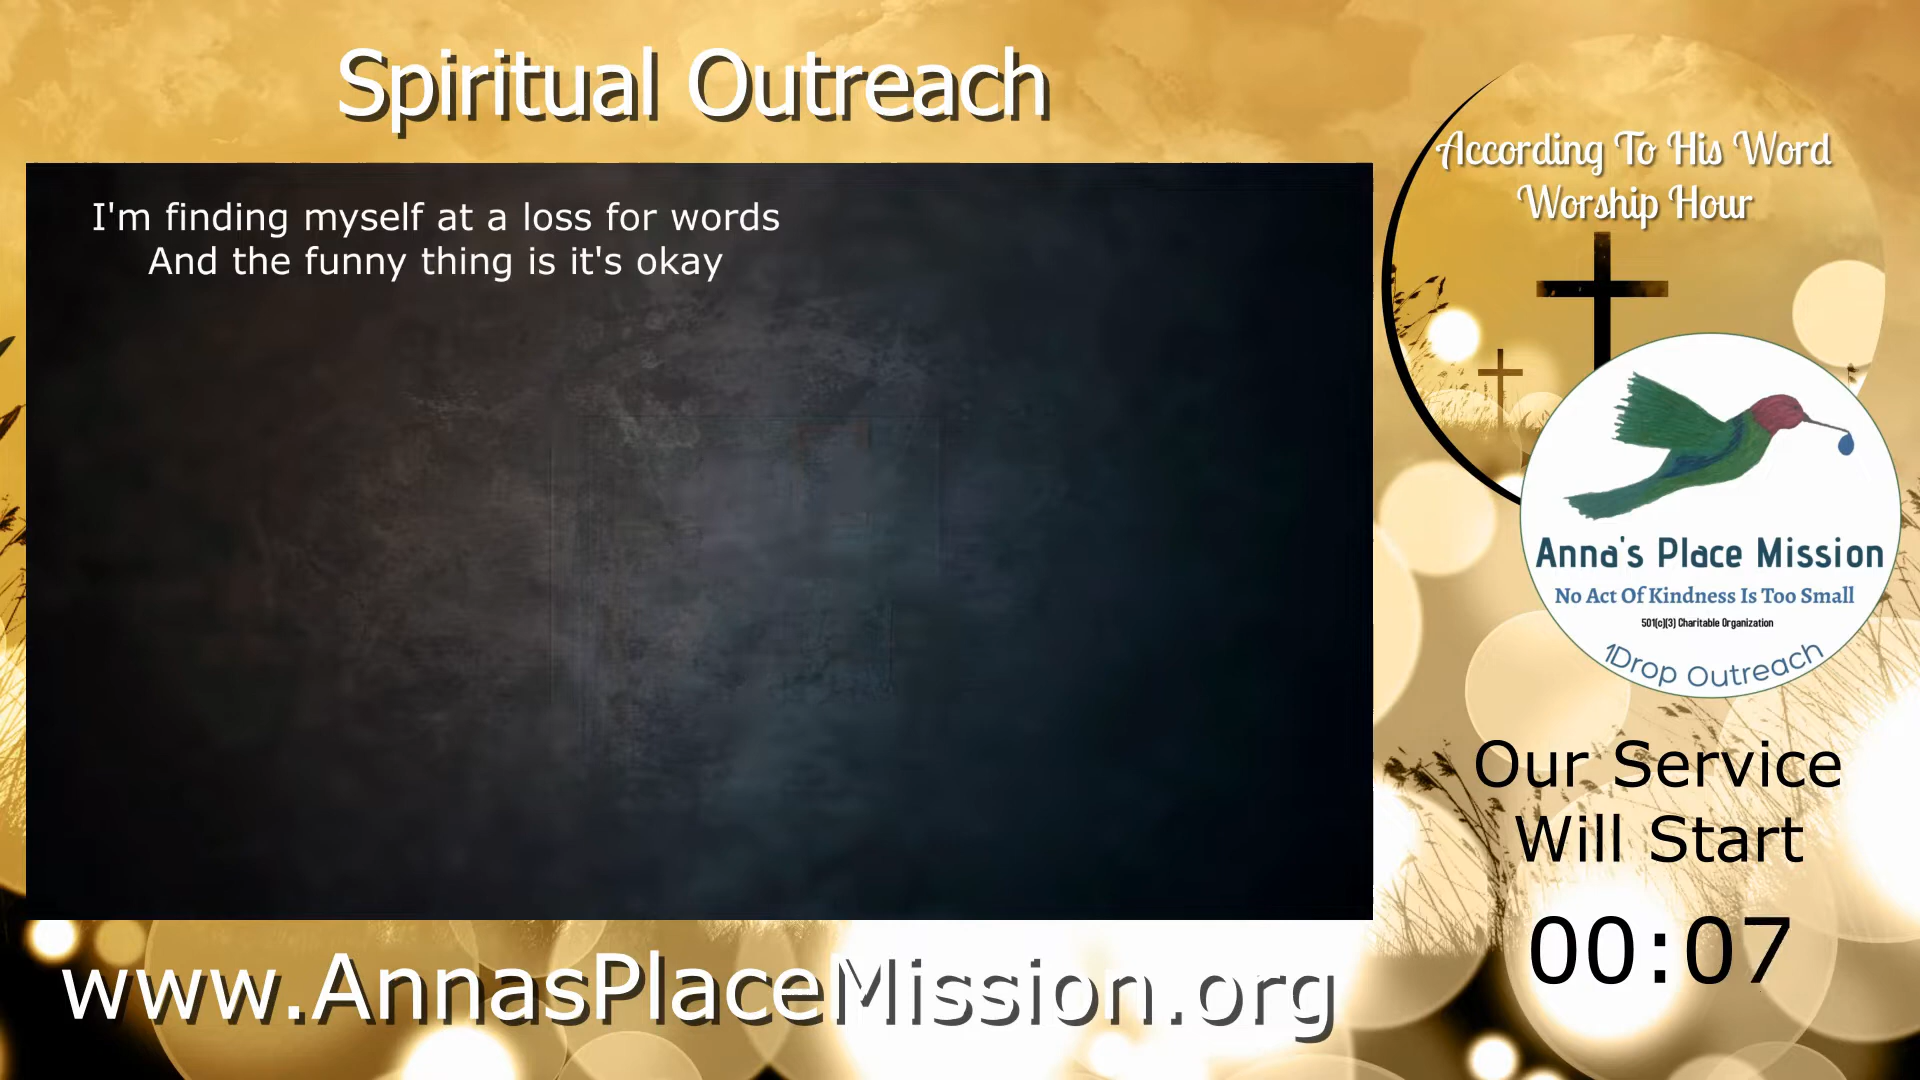 Spiritual Outreach
I'm finding myself at a loss for words
And the funny thing is it's okay
According To His Word
Worship Hour
Anna's Place Mission
No Act Of Kindness Is Too Small
501(c)(3) Charitable Organization
1Drop Outreach
Our Service
Will Start
00:07
www.AnnasPlaceMission.org